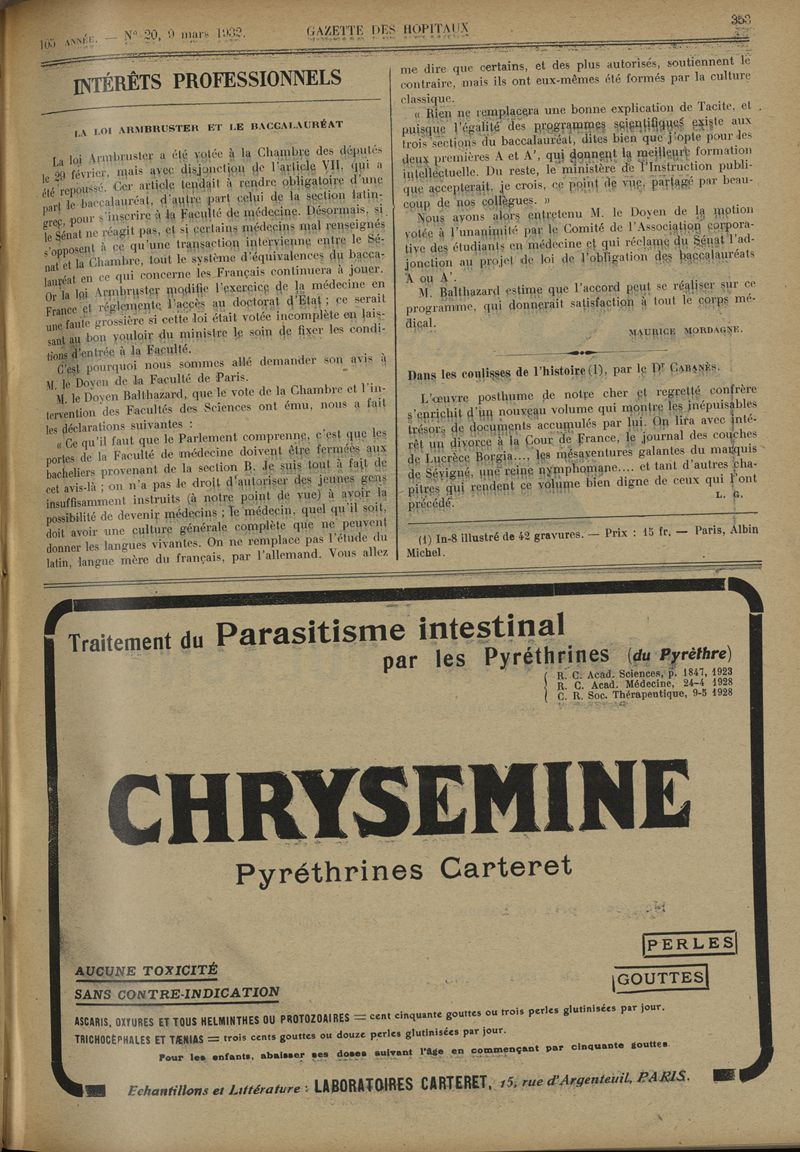 105 ANNÉE. — N° 20, 9 mars 1932.
GAZETTE DES HOPITAUX
353
INTÉRÊTS PROFESSIONNELS
LA LOI ARMBRUSTER ET LE BACCALAURÉAT
La loi Armbruster a été votée à la Chambre des députés
le 29 février, mais avec disjonction de l'article VII, qui a
été repoussé. Cer article tendait à rendre obligatoire d'une
part le baccalauréat, d'autre part celui de la section latin-
grec, pour s'inscrire à la Faculté de médecine. Désormais, si
le Sénat ne réagit pas, et si certains médecins mal renseignés
s'opposent à ce qu'une transaction intervienne entre le Sé-
nat et la Chambre, tout le système d'équivalences du bacca-
lauréat en ce qui concerne les Français continuera à jouer.
Or la loi Armbruster modifie l'exercice de la médecine en
France et réglemente l'accès au doctorat d'Etat ; ce serait
une faute grossière si cette loi était votée incomplète en lais-
sant au bon vouloir du ministre le soin de fixer les condi-
tions d'entrée à la Faculté.
C'est pourquoi nous sommes allé demander son avis à
M. le Doyen de la Faculté de Paris.
M. le Doyen Balthazard, que le vote de la Chambre et l'in-
tervention des Facultés des Sciences ont ému, nous a fait
les déclarations suivantes :
« Ce qu'il faut que le Parlement comprenne, c'est que les
portes de la Faculté de médecine doivent être fermées aux
bacheliers provenant de la section B. Je suis tout à fait de
cet avis-là ; on n'a pas le droit d'autoriser des jeunes gens
insuffisamment instruits (à notre point de vue) à avoir la
possibilité de devenir médecins ; le médecin, quel qu'il soit,
doit avoir une culture générale complète que ne peuvent
donner les langues vivantes. On ne remplace pas l'étude du
latin, langue mère du français, par l'allemand. Vous allez
me dire que certains, et des plus autorisés, soutiennent le
contraire, mais ils ont eux-mêmes été formés par la culture
classique.
« Rien ne remplacera une bonne explication de Tacite, et
puisque l'égalité des programmes scientifiques existe aux
trois sections du baccalauréat, dites bien que j'opte pour les
deux premières A et A', qui donnent la meilleure formation
intellectuelle. Du reste, le ministère de l'Instruction publi-
que accepterait, je crois, ce point de vue, partagé par beau-
coup de nos collègues. »
Nous avons alors entretenu M. le Doyen de la motion
votée à l'unanimité par le Comité de l'Association corpora-
tive des étudiants en médecine et qui réclame du Sénat l'ad-
jonction au projet de loi de l'obligation des baccalauréats
A ou A'.
M. Balthazard estime que l'accord peut se réaliser sur ce
programme, qui donnerait satisfaction à tout le corps mé-
dical.
MAURICE MORDAGNE.
Dans les coulisses de l'histoire (1), par le Dr CABANÈS.
L'œuvre posthume de notre cher et regretté confrère
s'enrichit d'un nouveau volume qui montre les inépuisables
trésors de documents accumulés par lui. On lira avec inté-
rêt un divorce à la Cour de France, le journal des couches
de Lucrèce Borgia..., les mésaventures galantes du marquis
de Sévigné, une reine nymphomane.... et tant d'autres cha-
pitres qui rendent ce volume bien digne de ceux qui l'ont
précédé.
L. G.
(1) In-8 illustré de 42 gravures. — Prix : 15 fr. — Paris, Albin
Michel.
Traitement du Parasitisme intestinal
par les Pyréthrines (du Pyrèthre)
R. C. Acad. Sciences, p. 1847, 1923
R. C. Acad. Médecine, 24-4 1928
C. R. Soc. Thérapeutique, 9-5 1928
CHRYSEMINE
Pyréthrines Carteret
PERLES
GOUTTES
AUCUNE TOXICITÉ
SANS CONTRE-INDICATION
ASCARIS, OXYURES ET TOUS HELMINTHES OU PROTOZOAIRES = cent cinquante gouttes ou trois perles glutinisées par jour.
TRICHOCÉPHALES ET TÆNIAS = trois cents gouttes ou douze perles glutinisées par jour.
Pour les enfants, abaisser ses doses suivant l'âge en commençant par cinquante gouttes.
Echantillons et Littérature : LABORATOIRES CARTERET, 15, rue d'Argenteuil, PARIS.